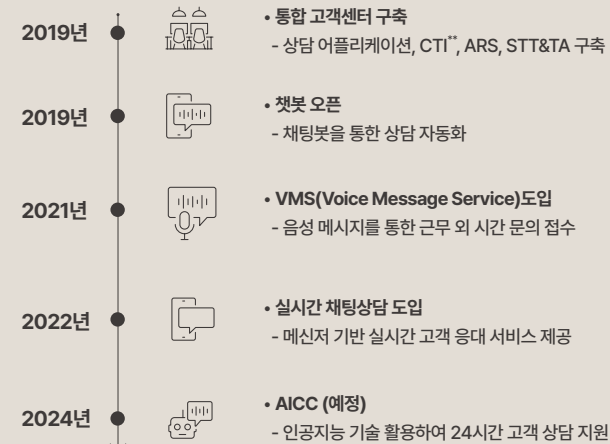 2019년
• 통합 고객센터 구축
- 상담 어플리케이션, CTI**, ARS, STT&TA 구축
2019년
• 챗봇 오픈
- 채팅봇을 통한 상담 자동화
2021년
• VMS(Voice Message Service)도입
- 음성 메시지를 통한 근무 외 시간 문의 접수
2022년
• 실시간 채팅상담 도입
- 메신저 기반 실시간 고객 응대 서비스 제공
2024년
• AICC (예정)
- 인공지능 기술 활용하여 24시간 고객 상담 지원